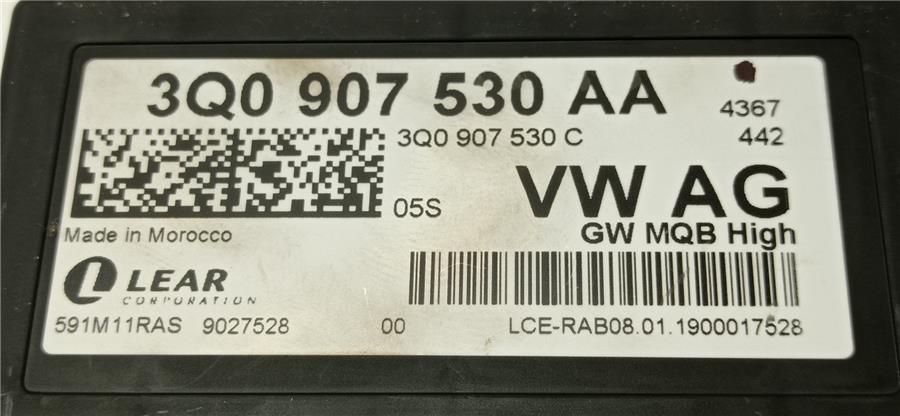 3Q0 907 530 AA
4367
3Q0 907 530 C
442
05S
VW AG
Made in Morocco
GW MQB High
LEAR
CORPORATION
591M11RAS 9027528 00 LCE-RAB08.01.1900017528